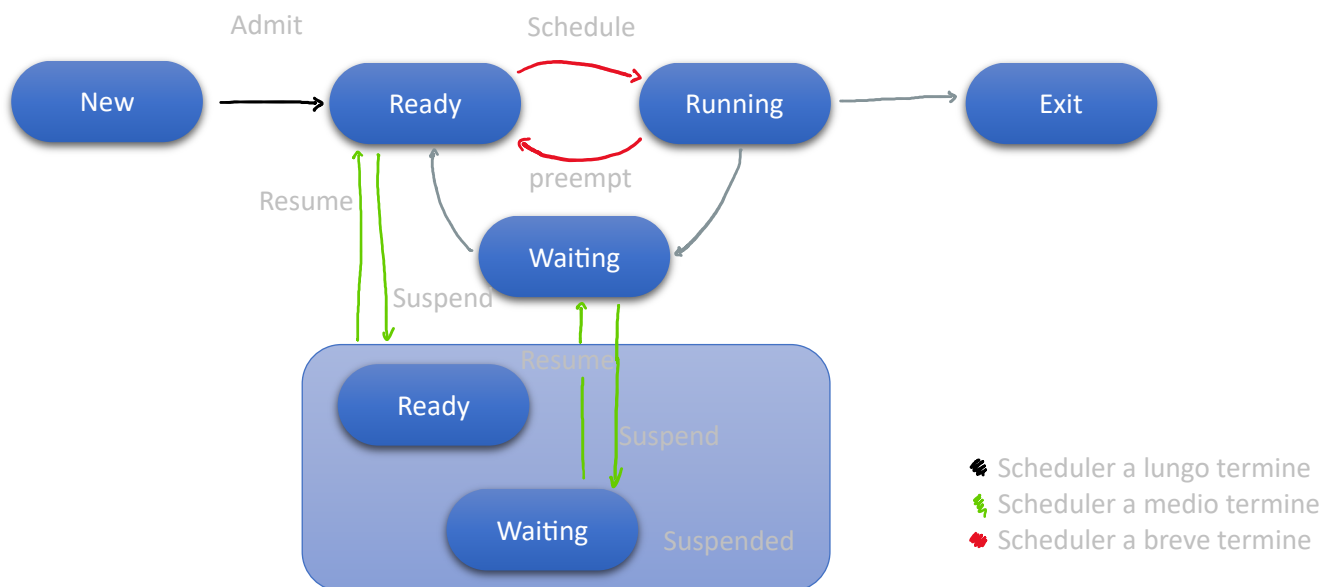 Admit
Schedule
New
Ready
Running
Exit
preempt
Resume
Waiting
Suspend
Resume
Ready
Suspend
Waiting
Suspended
Scheduler a lungo termine
Scheduler a medio termine
Scheduler a breve termine